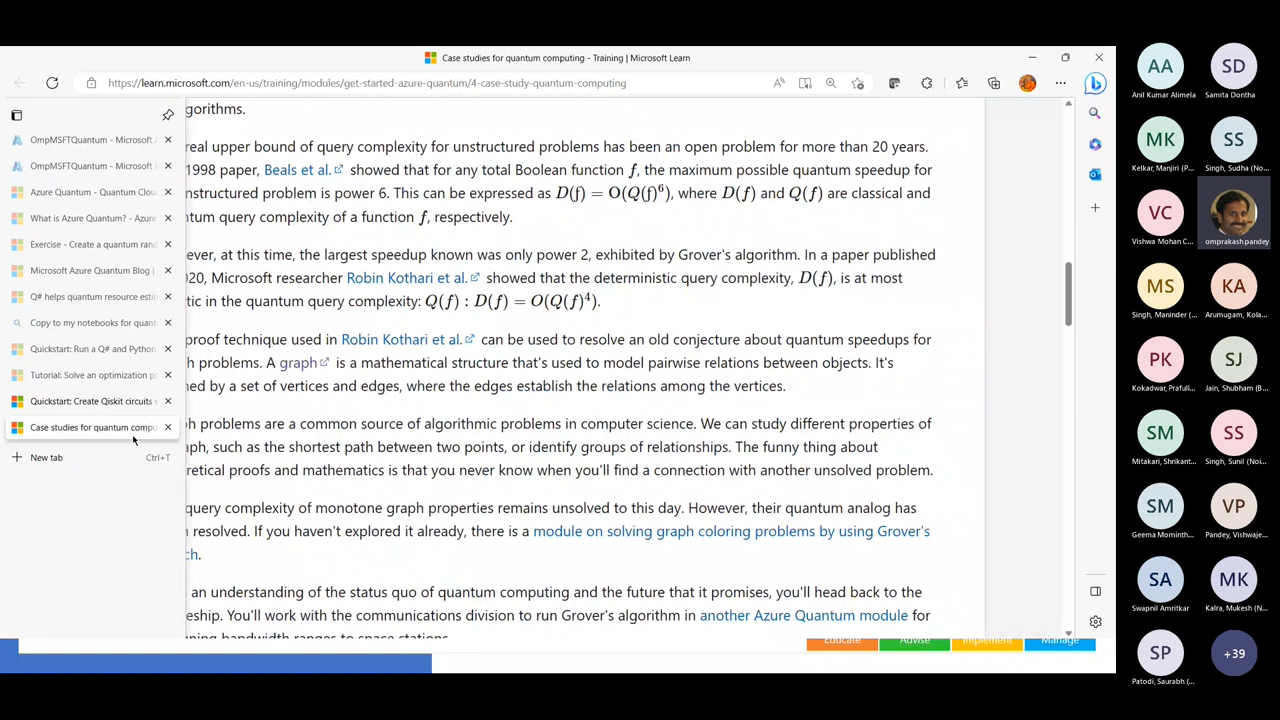 Case studies for quantum computing - Training | Microsoft Learn
https://learn.microsoft.com/en-us/training/modules/get-started-azure-quantum/4-case-study-quantum-computing
OmpMSFTQuantum - Microsoft A
OmpMSFTQuantum - Microsoft A
Azure Quantum - Quantum Clou
What is Azure Quantum? - Azure
Exercise - Create a quantum ran
Microsoft Azure Quantum Blog |
Q# helps quantum resource esti
Copy to my notebooks for quant
Quickstart: Run a Q# and Python
Tutorial: Solve an optimization p
Quickstart: Create Qiskit circuits
Case studies for quantum compu
New tab Ctrl+T
gorithms.
real upper bound of query complexity for unstructured problems has been an open problem for more than 20 years.
1998 paper, Beals et al. showed that for any total Boolean function f, the maximum possible quantum speedup for
nstructured problem is power 6. This can be expressed as D(f) = O(Q(f)^6), where D(f) and Q(f) are classical and
tum query complexity of a function f, respectively.
ever, at this time, the largest speedup known was only power 2, exhibited by Grover's algorithm. In a paper published
20, Microsoft researcher Robin Kothari et al. showed that the deterministic query complexity, D(f), is at most
tic in the quantum query complexity: Q(f) : D(f) = O(Q(f)^4).
proof technique used in Robin Kothari et al. can be used to resolve an old conjecture about quantum speedups for
h problems. A graph is a mathematical structure that's used to model pairwise relations between objects. It's
ned by a set of vertices and edges, where the edges establish the relations among the vertices.
h problems are a common source of algorithmic problems in computer science. We can study different properties of
aph, such as the shortest path between two points, or identify groups of relationships. The funny thing about
retical proofs and mathematics is that you never know when you'll find a connection with another unsolved problem.
query complexity of monotone graph properties remains unsolved to this day. However, their quantum analog has
resolved. If you haven't explored it already, there is a module on solving graph coloring problems by using Grover's
ch.
an understanding of the status quo of quantum computing and the future that it promises, you'll head back to the
eship. You'll work with the communications division to run Grover's algorithm in another Azure Quantum module for
ning bandwidth ranges to space stations.
Educate Advise Implement Manage
AA SD
Anil Kumar Alimela Samita Dontha
MK SS
Kelkar, Manjiri (P... Singh, Sudha (Noi...
VC
Vishwa Mohan C... omprakash pandey
MS KA
Singh, Maninder (... Arumugam, Kola...
PK SJ
Kokadwar, Prafull... Jain, Shubham (B...
SM SS
Mitakari, Shrikant... Singh, Sunil (Noi...
SM VP
Geema Mominth... Pandey, Vishwaje...
SA MK
Swapnil Amritkar Kalra, Mukesh (N...
SP +39
Patodi, Saurabh (...